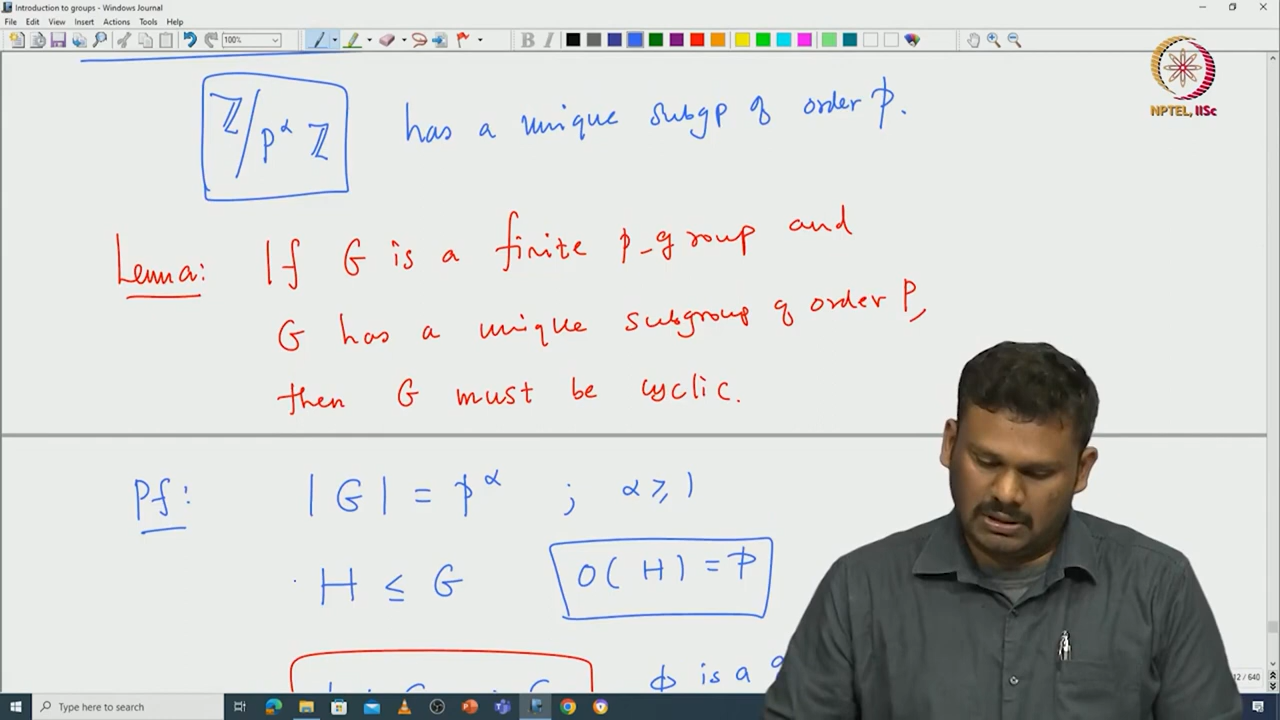 Introduction to groups - Windows Journal
File Edit View Insert Actions Tools Help
100%
B I
NPTEL, IISc
ℤ/p^α ℤ has a unique subgp of order p.
Lemma: If G is a finite p-group and
G has a unique subgroup of order p,
then G must be cyclic.
Pf: |G| = p^α ; α ⩾ 1
H ≤ G O(H) = p
φ is a
Type here to search
12 / 640